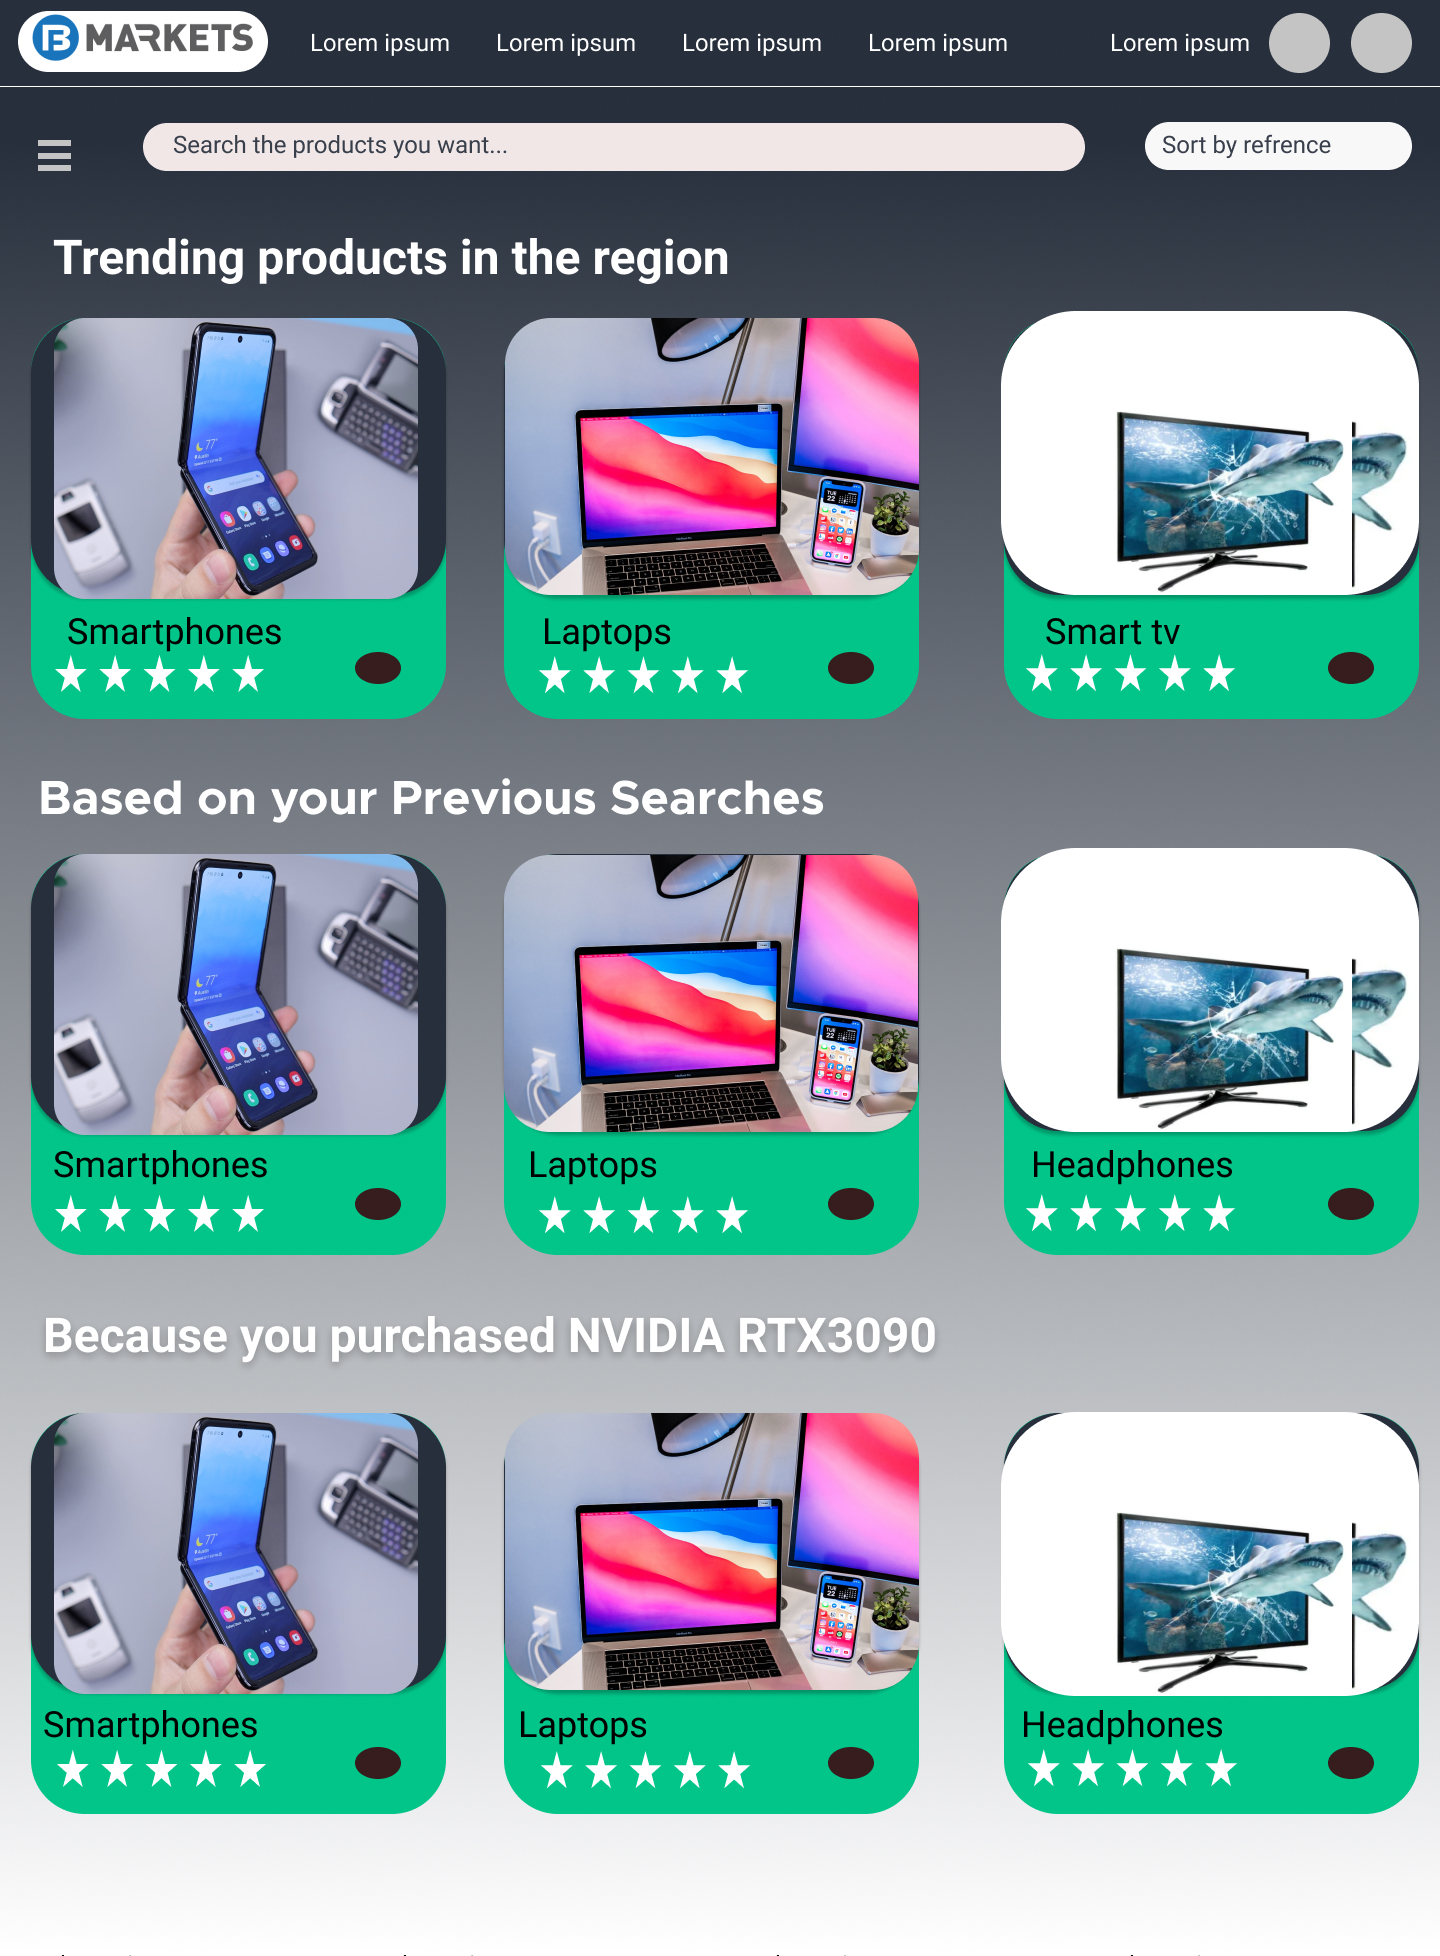 B MARKETS
Lorem ipsum Lorem ipsum Lorem ipsum Lorem ipsum Lorem ipsum
Search the products you want...
Sort by refrence
Trending products in the region
Smartphones
Laptops
Smart tv
Based on your Previous Searches
Smartphones
Laptops
Headphones
Because you purchased NVIDIA RTX3090
Smartphones
Laptops
Headphones